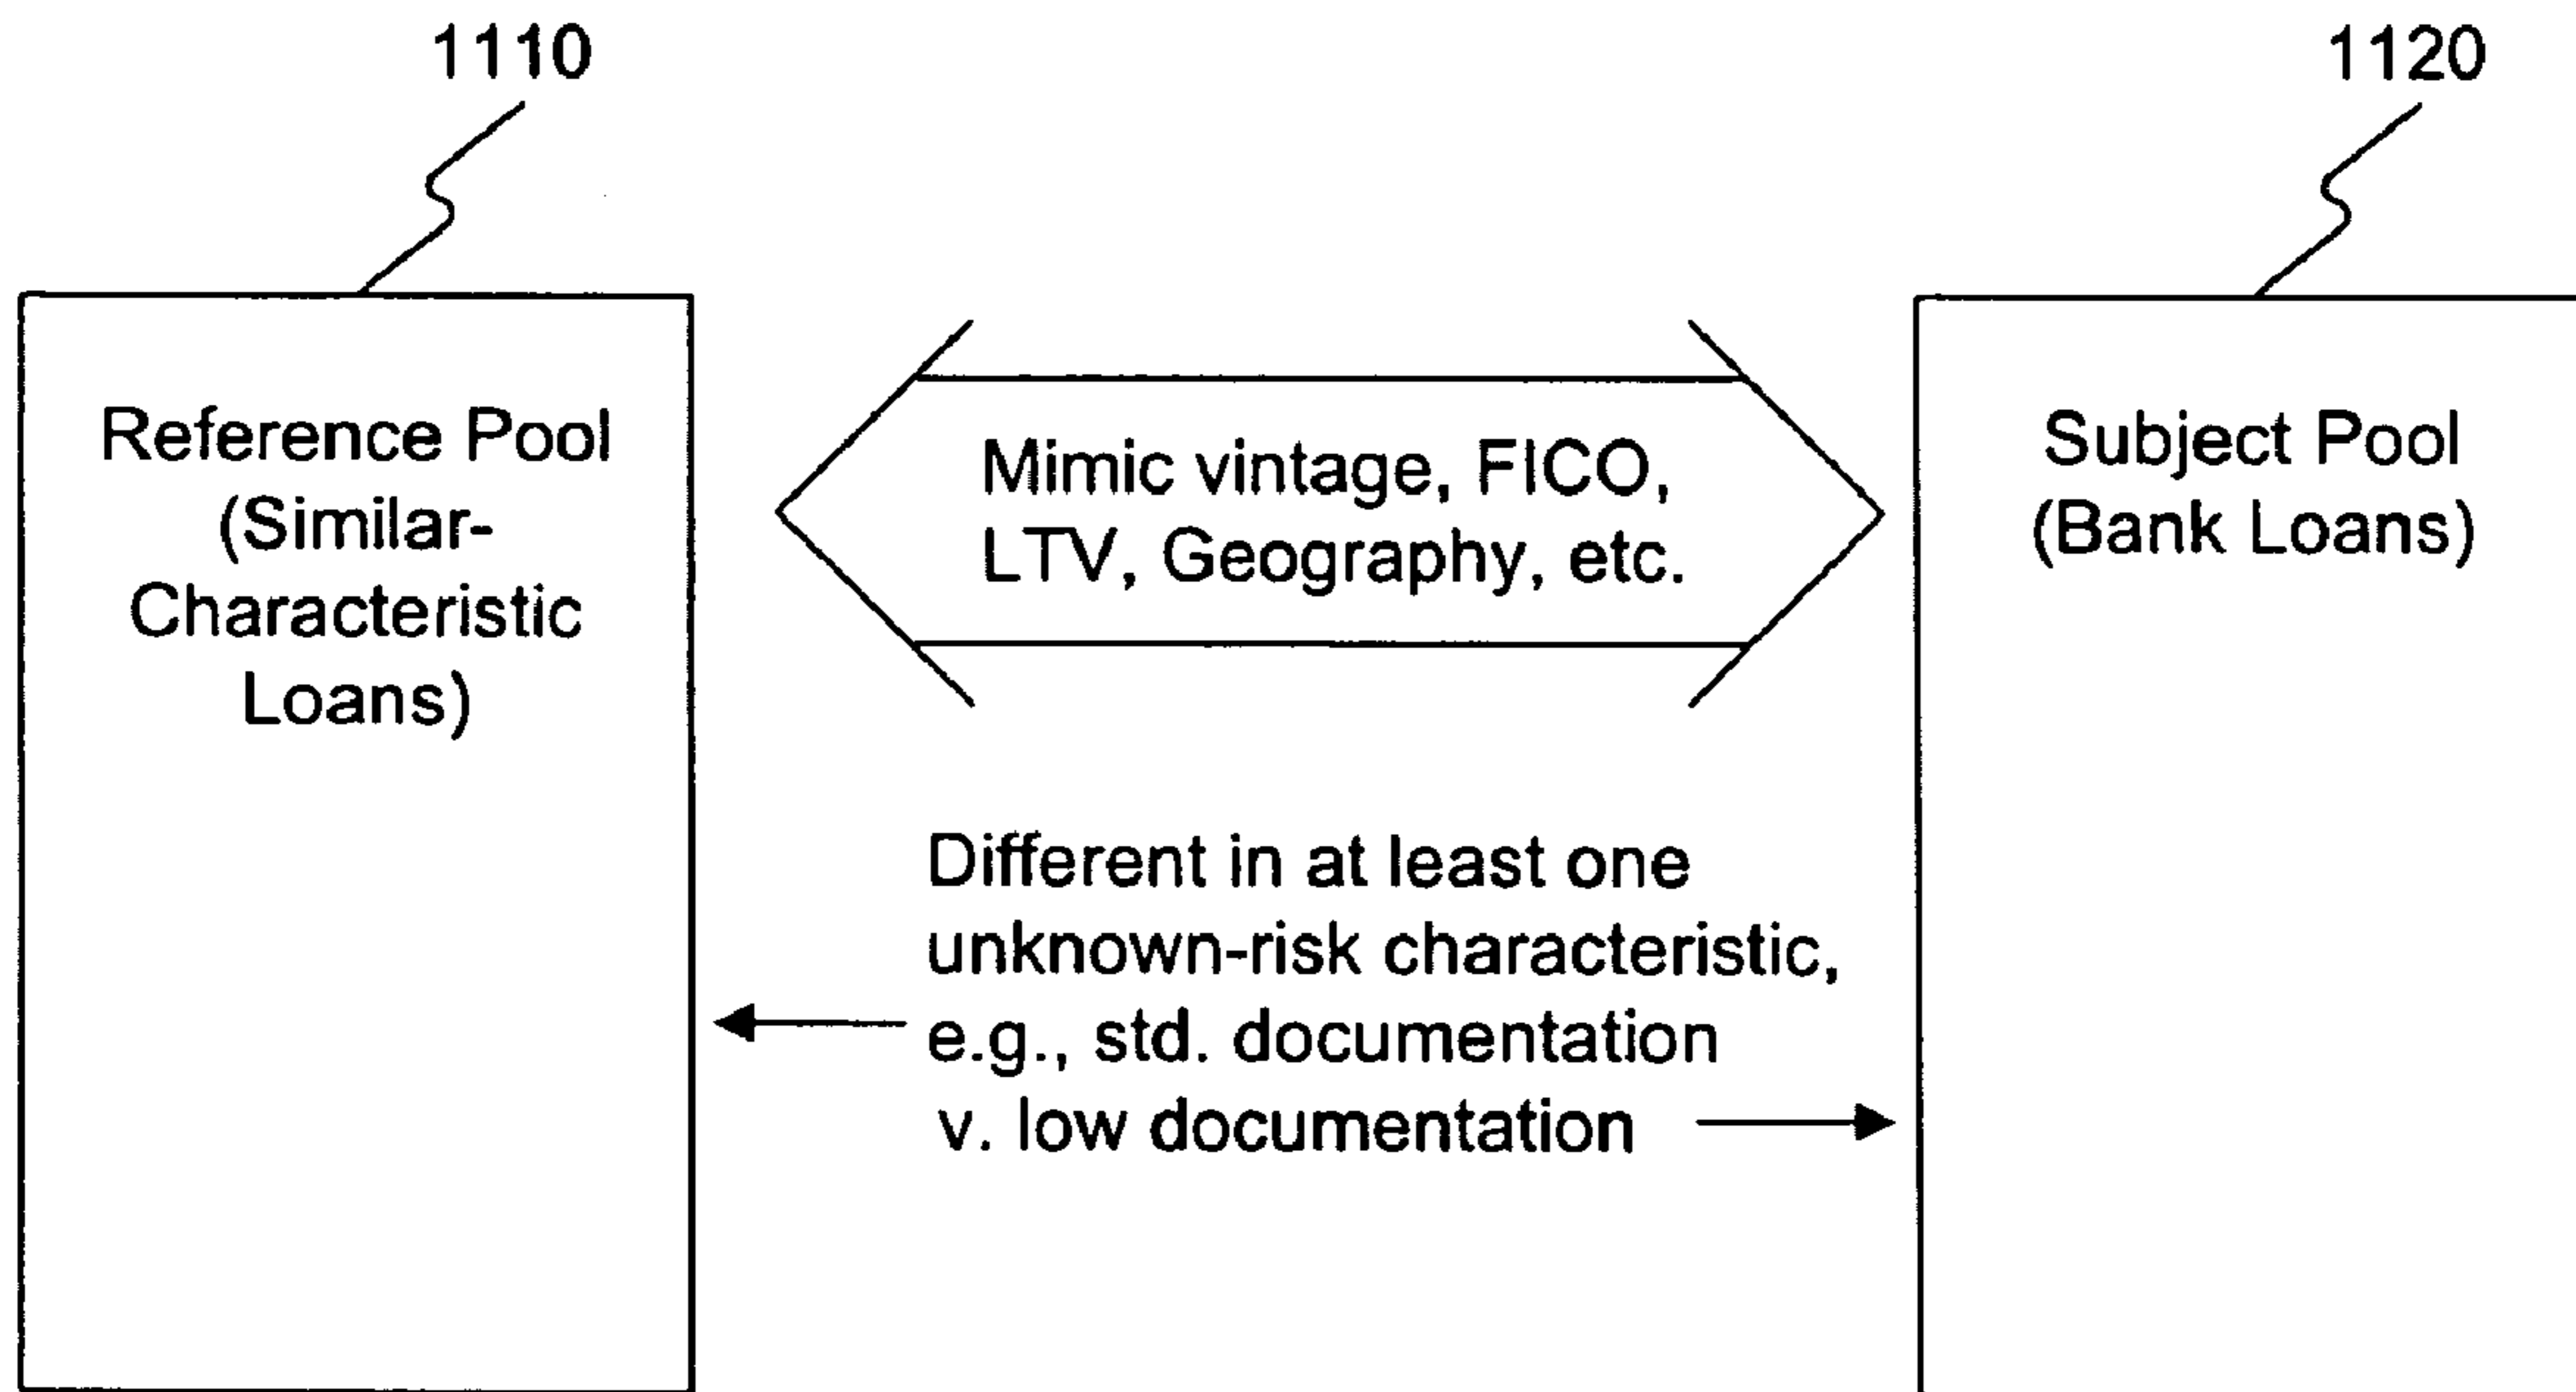 1110
1120
Reference Pool
(Similar-
Characteristic
Loans)
Mimic vintage, FICO,
LTV, Geography, etc.
Subject Pool
(Bank Loans)
Different in at least one
unknown-risk characteristic,
e.g., std. documentation
v. low documentation